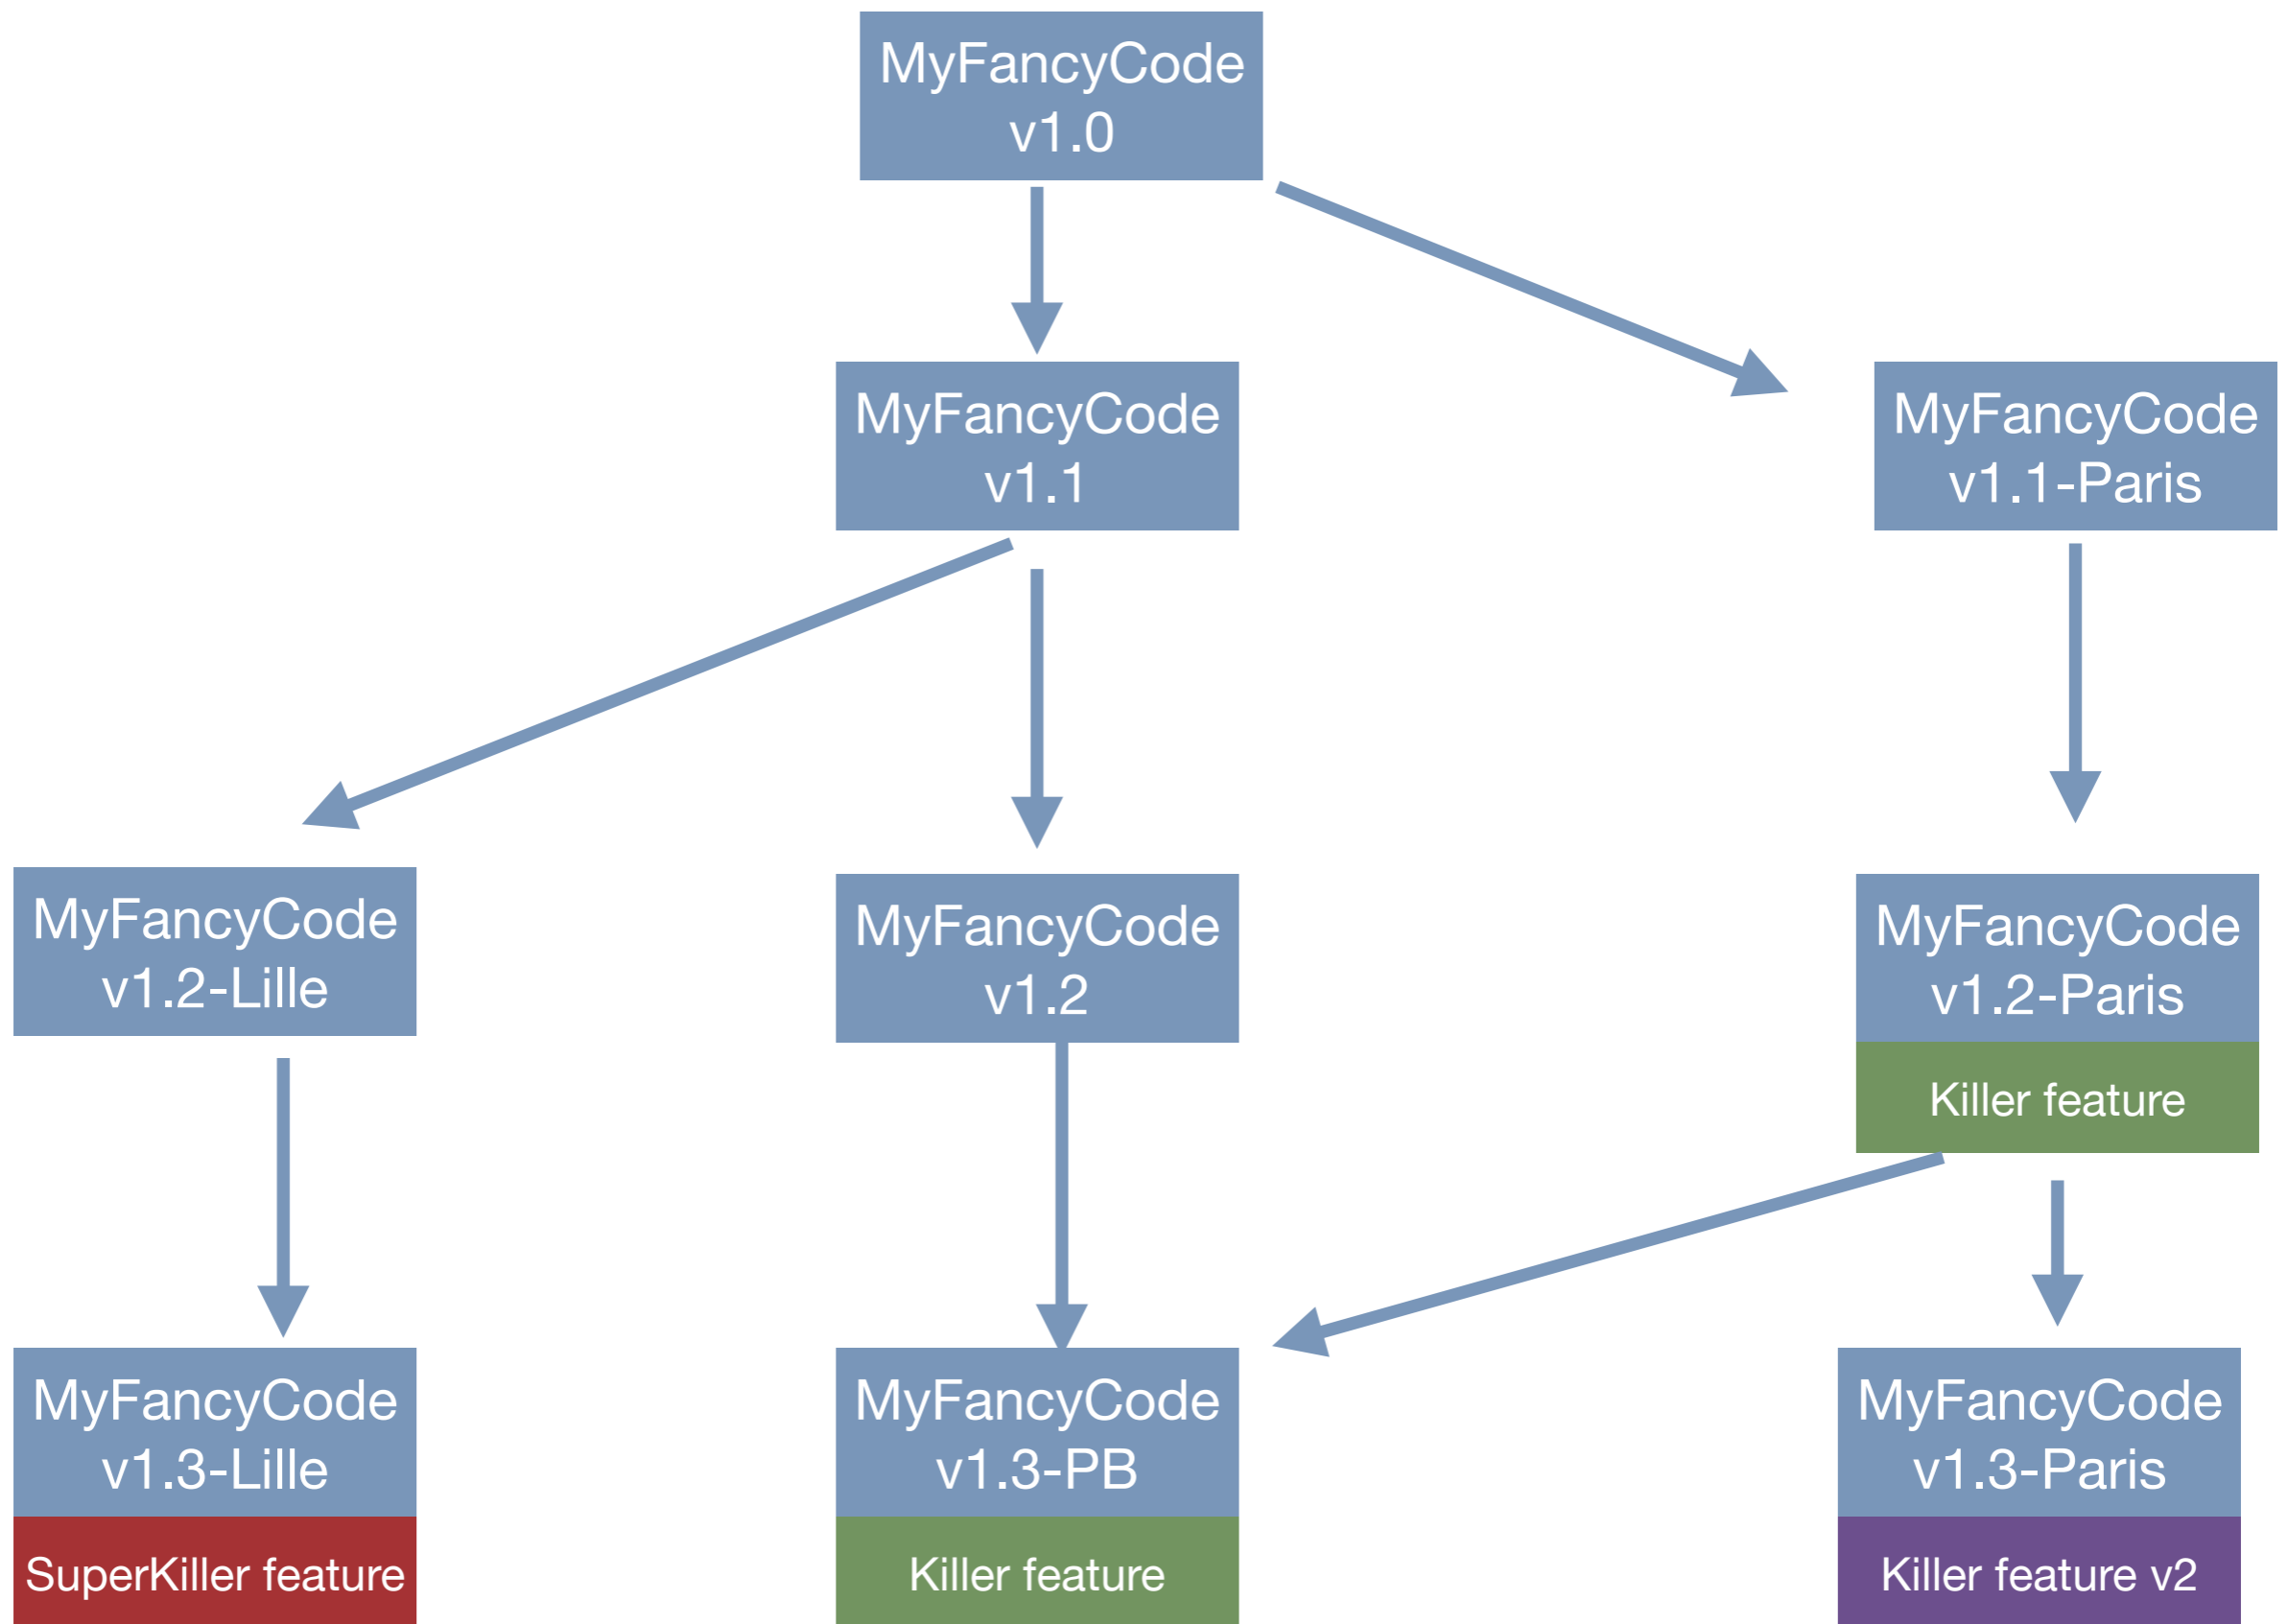 MyFancyCode
v1.0
MyFancyCode
v1.1
MyFancyCode
v1.1-Paris
MyFancyCode
v1.2-Lille
MyFancyCode
v1.2
MyFancyCode
v1.2-Paris
Killer feature
MyFancyCode
v1.3-Lille
SuperKiller feature
MyFancyCode
v1.3-PB
Killer feature
MyFancyCode
v1.3-Paris
Killer feature v2